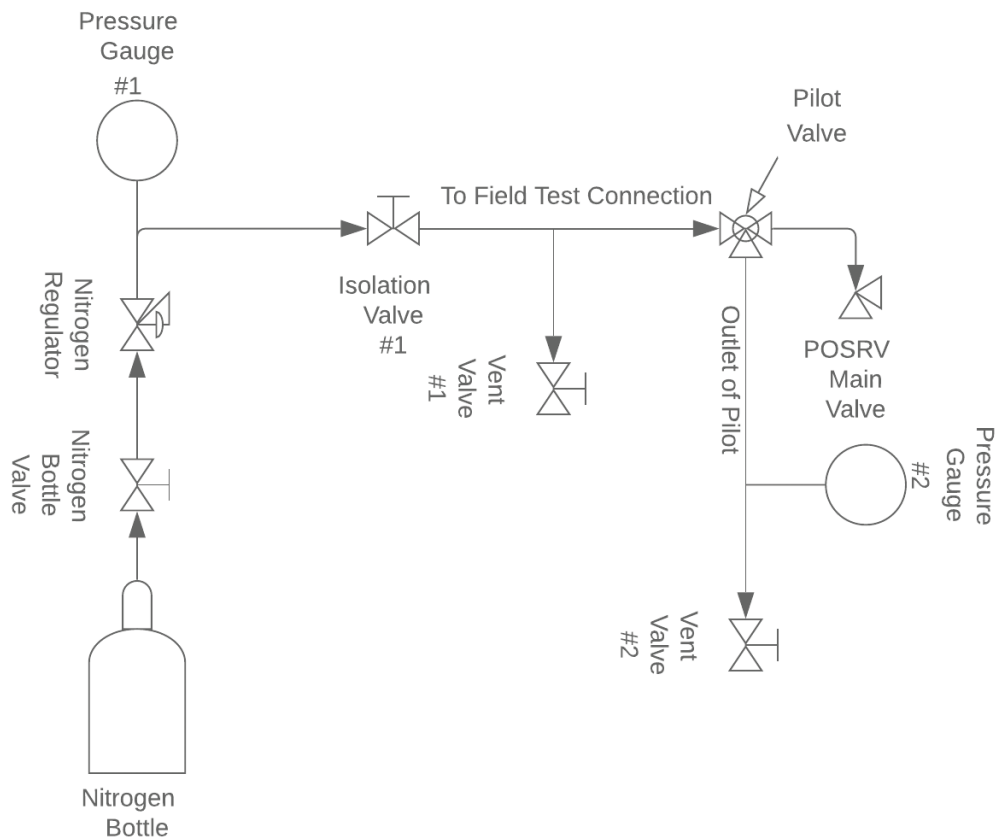 Pressure
Gauge
#1
Pilot
Valve
To Field Test Connection
Isolation
Valve
#1
Nitrogen
Regulator
Vent
Valve
#1
Outlet of Pilot
POSRV
Main
Valve
Pressure
Gauge
#2
Nitrogen
Bottle
Valve
Vent
Valve
#2
Nitrogen
Bottle